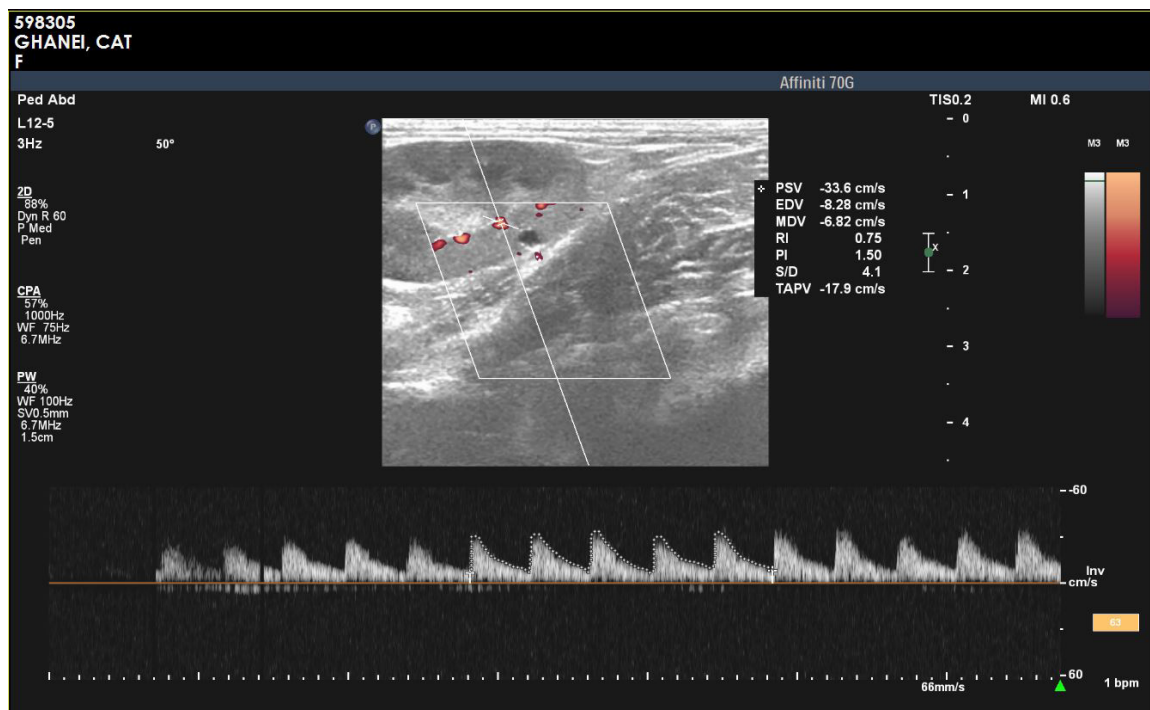 598305
GHANEI, CAT
F
Affiniti 70G
Ped Abd
TIS0.2 MI 0.6
L12-5
3Hz 50°
P
M3 M3
2D
88%
Dyn R 60
P Med
Pen
CPA
57%
1000Hz
WF 75Hz
6.7MHz
PW
40%
WF 100Hz
SV0.5mm
6.7MHz
1.5cm
PSV -33.6 cm/s
EDV -8.28 cm/s
MDV -6.82 cm/s
RI 0.75
PI 1.50
S/D 4.1
TAPV -17.9 cm/s
0
1
x
2
3
4
-60
Inv
cm/s
63
60
66mm/s
1 bpm